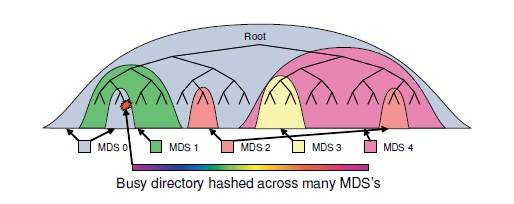 Root
MDS 0 MDS 1 MDS 2 MDS 3 MDS 4
Busy directory hashed across many MDS's